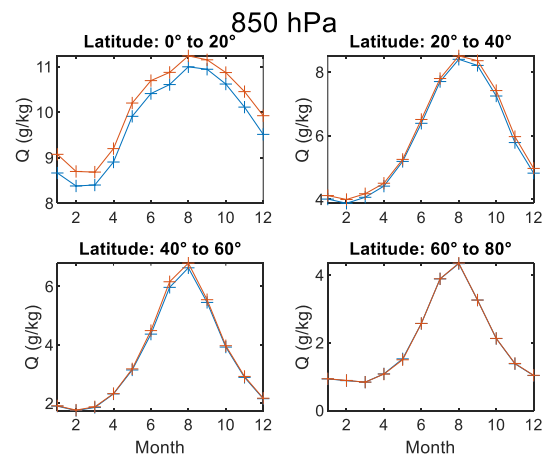 850 hPa
Latitude: 0° to 20°
Q (g/kg)
11
10
9
8
2 4 6 8 10 12
Latitude: 20° to 40°
Q (g/kg)
8
6
4
2 4 6 8 10 12
Latitude: 40° to 60°
Q (g/kg)
6
4
2
2 4 6 8 10 12
Month
Latitude: 60° to 80°
Q (g/kg)
4
2
0
2 4 6 8 10 12
Month